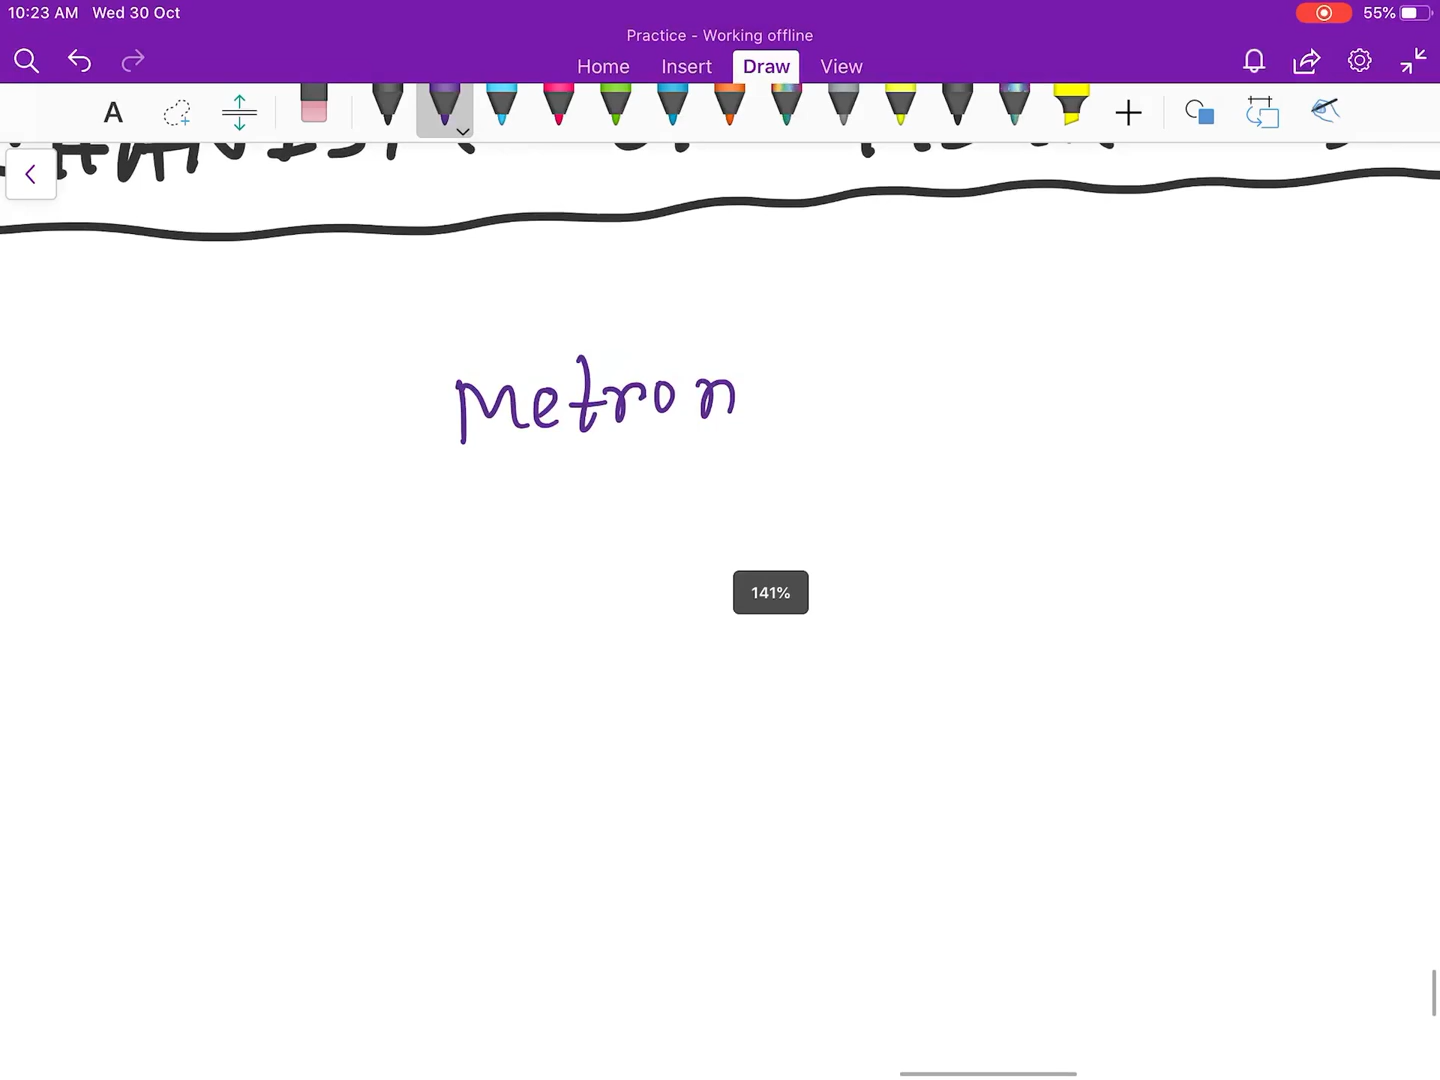 10:23 AM Wed 30 Oct
55%
Practice - Working offline
Home Insert Draw View
A
Metron
141%